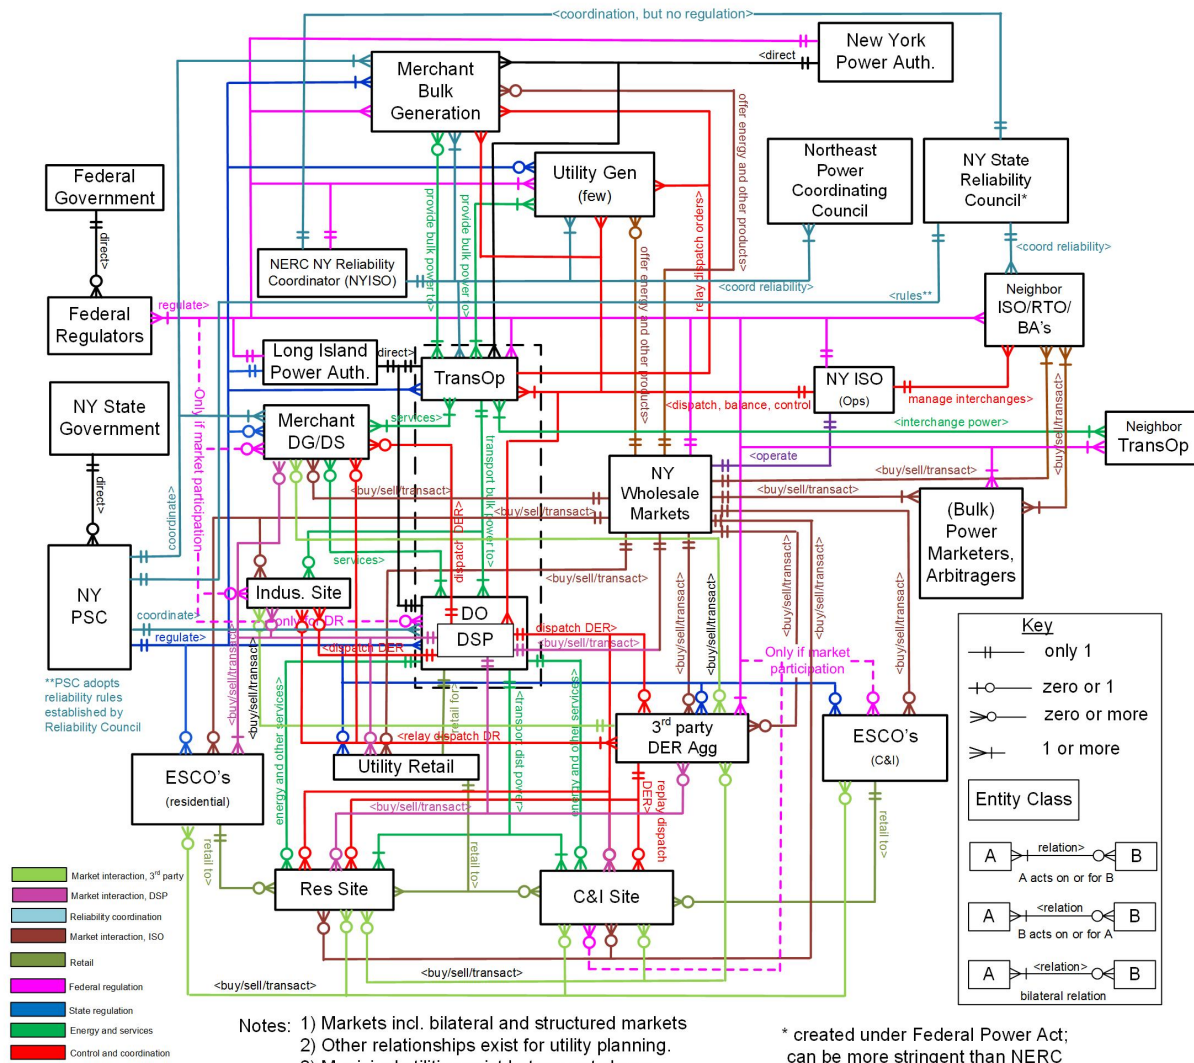 <coordination, but no regulation>
New York
Power Auth.
<direct
Merchant
Bulk
Generation
offer energy and other products>
Northeast
Power
Coordinating
Council
NY State
Reliability
Council*
Utility Gen
(few)
Federal
Government
direct>
provide bulk power to>
provide bulk power to>
relay dispatch orders>
offer energy and other products>
<coord reliability>
NERC NY Reliability
Coordinator (NYISO)
<coord reliability>
<rules**
Neighbor
ISO/RTO/
BA's
Federal
Regulators
regulate>
Long Island
Power Auth.
direct>
TransOp
NY ISO
(Ops)
manage interchanges>
<dispatch, balance, control
NY State
Government
direct>
Only if market participation
Merchant
DG/DS
services>
<interchange power>
Neighbor
TransOp
<operate
<buy/sell/transact>
<buy/sell/transact>
<buy/sell/transact>
NY
Wholesale
Markets
(Bulk)
Power
Marketers,
Arbitragers
<buy/sell/transact>
<buy/sell/transact>
coordinate>
transport bulk power to>
dispatch DER>
services>
<buy/sell/transact>
<buy/sell/transact>
<buy/sell/transact>
<buy/sell/transact>
<buy/sell/transact>
NY
PSC
Indus. Site
only for DR
DO
DSP
coordinate>
regulate>
<dispatch DER
dispatch DER>
<buy/sell/transact>
Only if market
participation
**PSC adopts
reliability rules
established by
Reliability Council
<buy/sell/transact>
<buy/sell/transact>
energy and other services>
retail for>
<transport dist power>
energy and other services>
<relay dispatch DR
3rd party
DER Agg
ESCO's
(C&I)
ESCO's
(residential)
Utility Retail
<buy/sell/transact>
replay dispatch
DER>
retail to>
retail to>
retail to>
Res Site
C&I Site
<buy/sell/transact>
<buy/sell/transact>
Key
only 1
zero or 1
zero or more
1 or more
Entity Class
A
relation>
B
A acts on or for B
A
<relation
B
B acts on or for A
A
<relation>
B
bilateral relation
Market interaction, 3rd party
Market interaction, DSP
Reliability coordination
Market interaction, ISO
Retail
Federal regulation
State regulation
Energy and services
Control and coordination
Notes: 1) Markets incl. bilateral and structured markets
2) Other relationships exist for utility planning.
* created under Federal Power Act;
can be more stringent than NERC